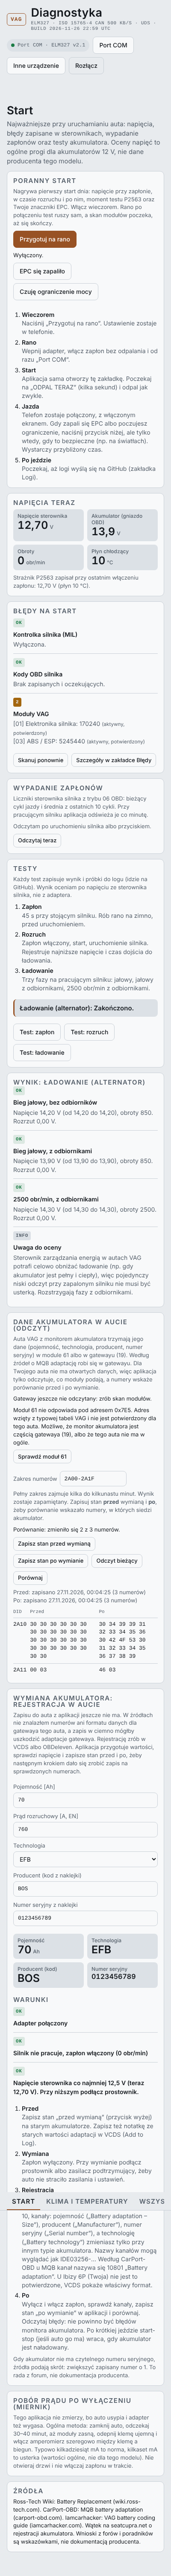 VAG
Diagnostyka
ELM327 · ISO 15765-4 CAN 500 KB/S · UDS ·
BUILD 2026-11-26 22:59 UTC
Port COM · ELM327 v2.1
Port COM
Inne urządzenie
Rozłącz
Start
Najważniejsze przy uruchamianiu auta: napięcia,
błędy zapisane w sterownikach, wypadanie
zapłonów oraz testy akumulatora. Oceny napięć to
ogólne progi dla akumulatorów 12 V, nie dane
producenta tego modelu.
PORANNY START
Nagrywa pierwszy start dnia: napięcie przy zapłonie,
w czasie rozruchu i po nim, moment testu P2563 oraz
Twoje znaczniki EPC. Włącz wieczorem. Rano po
połączeniu test ruszy sam, a skan modułów poczeka,
aż się skończy.
Przygotuj na rano
Wyłączony.
EPC się zapaliło
Czuję ograniczenie mocy
1. Wieczorem
Naciśnij „Przygotuj na rano”. Ustawienie zostaje
w telefonie.
2. Rano
Wepnij adapter, włącz zapłon bez odpalania i od
razu „Port COM”.
3. Start
Aplikacja sama otworzy tę zakładkę. Poczekaj
na „ODPAL TERAZ” (kilka sekund) i odpal jak
zwykle.
4. Jazda
Telefon zostaje połączony, z włączonym
ekranem. Gdy zapali się EPC albo poczujesz
ograniczenie, naciśnij przycisk niżej, ale tylko
wtedy, gdy to bezpieczne (np. na światłach).
Wystarczy przybliżony czas.
5. Po jeździe
Poczekaj, aż logi wyślą się na GitHub (zakładka
Logi).
NAPIĘCIA TERAZ
Napięcie sterownika
12,70 V
Akumulator (gniazdo
OBD)
13,9 V
Obroty
0 obr/min
Płyn chłodzący
10 °C
Strażnik P2563 zapisał przy ostatnim włączeniu
zapłonu: 12,70 V (płyn 10 °C).
BŁĘDY NA START
OK
Kontrolka silnika (MIL)
Wyłączona.
OK
Kody OBD silnika
Brak zapisanych i oczekujących.
2
Moduły VAG
[01] Elektronika silnika: 170240 (aktywny,
potwierdzony)
[03] ABS / ESP: 5245440 (aktywny, potwierdzony)
Skanuj ponownie
Szczegóły w zakładce Błędy
WYPADANIE ZAPŁONÓW
Liczniki sterownika silnika z trybu 06 OBD: bieżący
cykl jazdy i średnia z ostatnich 10 cykli. Przy
pracującym silniku aplikacja odświeża je co minutę.
Odczytam po uruchomieniu silnika albo przyciskiem.
Odczytaj teraz
TESTY
Każdy test zapisuje wynik i próbki do logu (idzie na
GitHub). Wynik oceniam po napięciu ze sterownika
silnika, nie z adaptera.
1. Zapłon
45 s przy stojącym silniku. Rób rano na zimno,
przed uruchomieniem.
2. Rozruch
Zapłon włączony, start, uruchomienie silnika.
Rejestruje najniższe napięcie i czas dojścia do
ładowania.
3. Ładowanie
Trzy fazy na pracującym silniku: jałowy, jałowy
z odbiornikami, 2500 obr/min z odbiornikami.
Ładowanie (alternator): Zakończono.
Test: zapłon
Test: rozruch
Test: ładowanie
WYNIK: ŁADOWANIE (ALTERNATOR)
OK
Bieg jałowy, bez odbiorników
Napięcie 14,20 V (od 14,20 do 14,20), obroty 850.
Rozrzut 0,00 V.
OK
Bieg jałowy, z odbiornikami
Napięcie 13,90 V (od 13,90 do 13,90), obroty 850.
Rozrzut 0,00 V.
OK
2500 obr/min, z odbiornikami
Napięcie 14,30 V (od 14,30 do 14,30), obroty 2500.
Rozrzut 0,00 V.
INFO
Uwaga do oceny
Sterownik zarządzania energią w autach VAG
potrafi celowo obniżać ładowanie (np. gdy
akumulator jest pełny i ciepły), więc pojedynczy
niski odczyt przy zapalonym silniku nie musi być
usterką. Rozstrzygają fazy z odbiornikami.
DANE AKUMULATORA W AUCIE
(ODCZYT)
Auta VAG z monitorem akumulatora trzymają jego
dane (pojemność, technologia, producent, numer
seryjny) w module 61 albo w gatewayu (19). Według
źródeł o MQB adaptację robi się w gatewayu. Dla
Twojego auta nie ma otwartych danych, więc aplikacja
tylko odczytuje, co moduły podają, a numery wskaże
porównanie przed i po wymianie.
Gateway jeszcze nie odczytany: zrób skan modułów.
Moduł 61 nie odpowiada pod adresem 0x7E5. Adres
wzięty z typowej tabeli VAG i nie jest potwierdzony dla
tego auta. Możliwe, że monitor akumulatora jest
częścią gatewaya (19), albo że tego auta nie ma w
ogóle.
Sprawdź moduł 61
Zakres numerów
2A00-2A1F
Pełny zakres zajmuje kilka do kilkunastu minut. Wynik
zostaje zapamiętany. Zapisuj stan przed wymianą i po,
żeby porównanie wskazało numery, w których siedzi
akumulator.
Porównanie: zmieniło się 2 z 3 numerów.
Zapisz stan przed wymianą
Zapisz stan po wymianie
Odczyt bieżący
Porównaj
Przed: zapisano 27.11.2026, 00:04:25 (3 numerów)
Po: zapisano 27.11.2026, 00:04:25 (3 numerów)
DID Przed Po
2A10 30 30 30 30 30 30 30 34 39 39 31
30 30 30 30 30 30 32 33 34 35 36
30 30 30 30 30 30 30 42 4F 53 30
30 30 30 30 30 30 31 32 33 34 35
30 30 36 37 38 39
2A11 00 03 46 03
WYMIANA AKUMULATORA:
REJESTRACJA W AUCIE
Zapisu do auta z aplikacji jeszcze nie ma. W źródłach
nie ma numerów kanałów ani formatu danych dla
gatewaya tego auta, a zapis w ciemno mógłby
uszkodzić gateway. Rejestrację zrobi warsztat lub
VCDS albo OBDeleven. Aplikacja przygotuje wartości,
sprawdzi napięcie i zapisze stan przed i po, żeby
następnym krokiem dało się zrobić zapis na
sprawdzonych numerach.
Pojemność [Ah]
70
Prąd rozruchowy [A, EN]
760
Technologia
EFB
Producent (kod z naklejki)
BOS
Numer seryjny z naklejki
0123456789
Pojemność
70 Ah
Technologia
EFB
Producent (kod)
BOS
Numer seryjny
0123456789
WARUNKI
OK
Adapter połączony
OK
Silnik nie pracuje, zapłon włączony (0 obr/min)
OK
Napięcie sterownika co najmniej 12,5 V (teraz
12,70 V). Przy niższym podłącz prostownik.
1. Przed
Zapisz stan „przed wymianą” (przycisk wyżej)
na starym akumulatorze. Zapisz też notatkę ze
starych wartości adaptacji w VCDS (Add to
Log).
2. Wymiana
Zapłon wyłączony. Przy wymianie podłącz
prostownik albo zasilacz podtrzymujący, żeby
auto nie straciło zasilania i ustawień.
3. Rejestracja
START
KLIMA I TEMPERATURY
WSZYS
10, kanały: pojemność („Battery adaptation –
Size”), producent („Manufacturer”), numer
seryjny („Serial number”), a technologię
(„Battery technology”) zmieniasz tylko przy
innym typie akumulatora. Nazwy kanałów mogą
wyglądać jak IDE03256-... Według CarPort-
OBD u MQB kanał nazywa się 10801 „Battery
adaptation”. U Ibizy 6P (Twojej) nie jest to
potwierdzone, VCDS pokaże właściwy format.
4. Po
Wyłącz i włącz zapłon, sprawdź kanały, zapisz
stan „po wymianie” w aplikacji i porównaj.
Odczytaj błędy: nie powinno być błędów
monitora akumulatora. Po krótkiej jeździe start-
stop (jeśli auto go ma) wraca, gdy akumulator
jest naładowany.
Gdy akumulator nie ma czytelnego numeru seryjnego,
źródła podają skrót: zwiększyć zapisany numer o 1. To
rada z forum, nie dokumentacja producenta.
POBÓR PRĄDU PO WYŁĄCZENIU
(MIERNIK)
Tego aplikacja nie zmierzy, bo auto usypia i adapter
też wygasa. Ogólna metoda: zamknij auto, odczekaj
30–40 minut, aż moduły zasną, odepnij klemę ujemną i
włącz amperomierz szeregowo między klemą a
biegun. Typowo kilkadziesiąt mA to norma, kilkaset mA
to usterka (wartości ogólne, nie dla tego modelu). Nie
otwieraj drzwi i nie włączaj zapłonu w trakcie.
ŹRÓDŁA
Ross-Tech Wiki: Battery Replacement (wiki.ross-
tech.com). CarPort-OBD: MQB battery adaptation
(carport-obd.com). Iamcarhacker: VAG battery coding
guide (iamcarhacker.com). Wątek na seatcupra.net o
rejestracji akumulatora. Wnioski z forów i poradników
są wskazówkami, nie dokumentacją producenta.